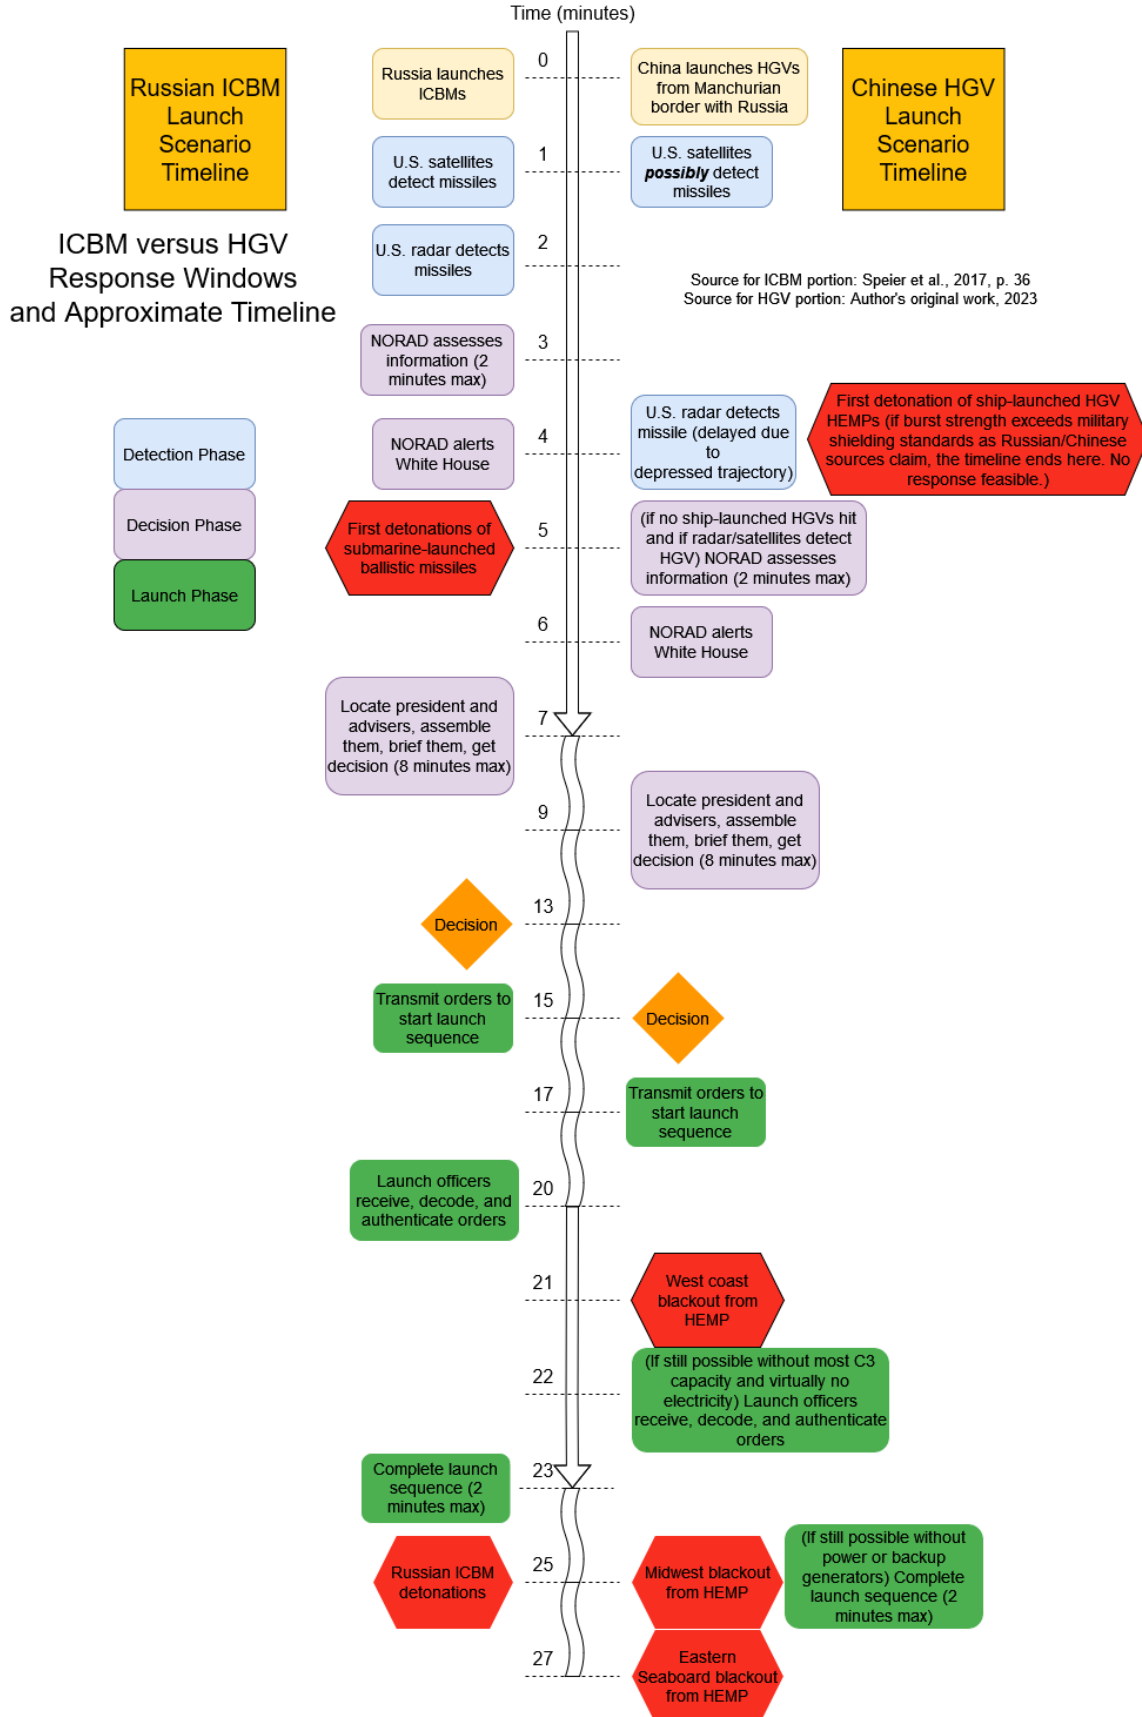 Time (minutes)
Russian ICBM
Launch
Scenario
Timeline
Russia launches
ICBMs
0
China launches HGVs
from Manchurian
border with Russia
Chinese HGV
Launch
Scenario
Timeline
U.S. satellites
detect missiles
1
U.S. satellites
possibly detect
missiles
ICBM versus HGV
Response Windows
and Approximate Timeline
U.S. radar detects
missiles
2
Source for ICBM portion: Speier et al., 2017, p. 36
Source for HGV portion: Author's original work, 2023
NORAD assesses
information (2
minutes max)
3
Detection Phase
Decision Phase
Launch Phase
NORAD alerts
White House
4
U.S. radar detects
missile (delayed due
to
depressed trajectory)
First detonation of ship-launched HGV
HEMPs (if burst strength exceeds military
shielding standards as Russian/Chinese
sources claim, the timeline ends here. No
response feasible.)
First detonations of
submarine-launched
ballistic missiles
5
(if no ship-launched HGVs hit
and if radar/satellites detect
HGV) NORAD assesses
information (2 minutes max)
6
NORAD alerts
White House
Locate president and
advisers, assemble
them, brief them, get
decision (8 minutes max)
7
9
Locate president and
advisers, assemble
them, brief them, get
decision (8 minutes max)
Decision
13
Transmit orders to
start launch
sequence
15
Decision
17
Transmit orders to
start launch
sequence
Launch officers
receive, decode, and
authenticate orders
20
21
West coast
blackout from
HEMP
22
(If still possible without most C3
capacity and virtually no
electricity) Launch officers
receive, decode, and authenticate
orders
Complete launch
sequence (2
minutes max)
23
Russian ICBM
detonations
25
Midwest blackout
from HEMP
(If still possible without
power or backup
generators) Complete
launch sequence (2
minutes max)
27
Eastern
Seaboard blackout
from HEMP